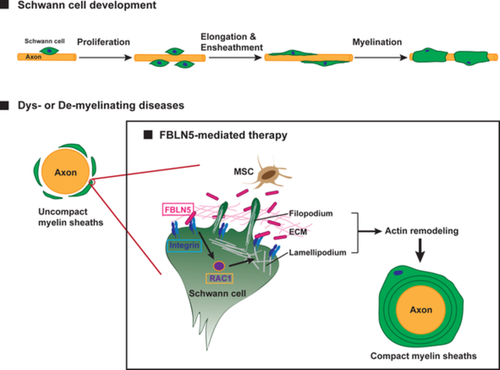 Schwann cell development
Schwann cell
Axon
Proliferation
Elongation &
Ensheathment
Myelination
Dys- or De-myelinating diseases
Axon
Uncompact
myelin sheaths
FBLN5-mediated therapy
MSC
FBLN5
Filopodium
ECM
Integrin
Lamellipodium
RAC1
Schwann cell
Actin remodeling
Axon
Compact myelin sheaths